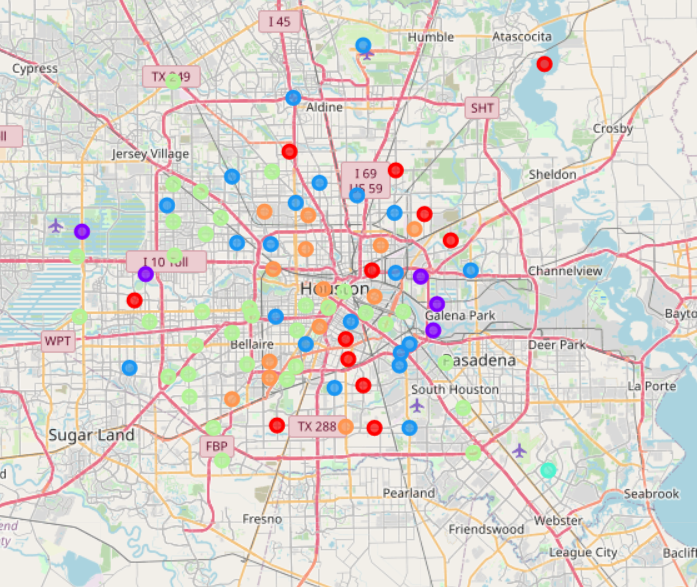 I 45
Humble
Atascocita
Cypress
TX 249
Aldine
SHT
Crosby
Jersey Village
I 69
US 59
Sheldon
I 10 Toll
Channelview
Houston
Galena Park
WPT
Bellaire
Deer Park
Pasadena
La Porte
South Houston
Sugar Land
TX 288
FBP
Pearland
Seabrook
Fresno
Friendswood
Webster
League City